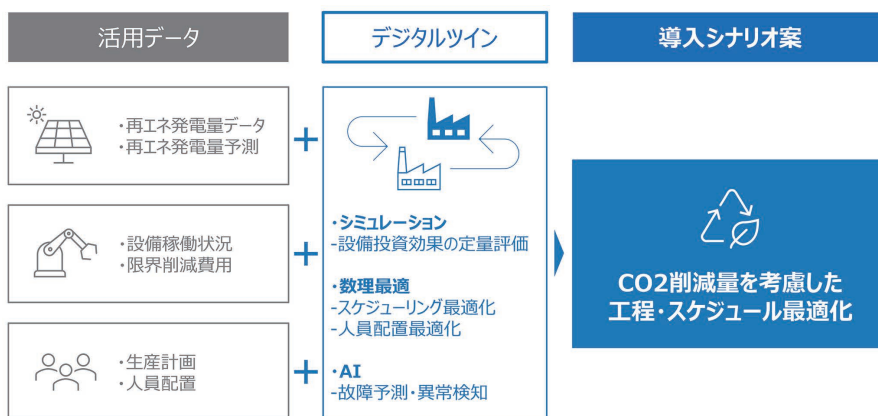 活用データ
デジタルツイン
導入シナリオ案
・再エネ発電量データ
・再エネ発電量予測
・設備稼働状況
・限界削減費用
・生産計画
・人員配置
+
+
+
・シミュレーション
-設備投資効果の定量評価
・数理最適
-スケジューリング最適化
-人員配置最適化
・AI
-故障予測・異常検知
CO2削減量を考慮した
工程・スケジュール最適化